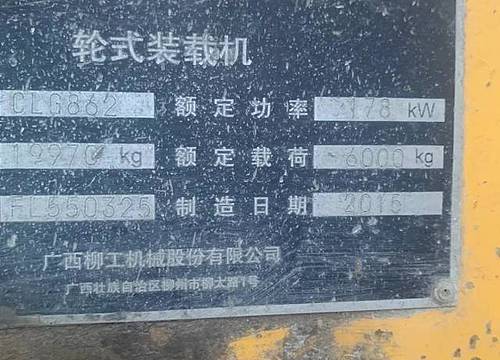 轮式装载机
CLG862 额定功率 178 kW
kg 额定载荷 6000 kg
FL550325 制造日期 2015
广西柳工机械股份有限公司
广西壮族自治区柳州市柳太路1号